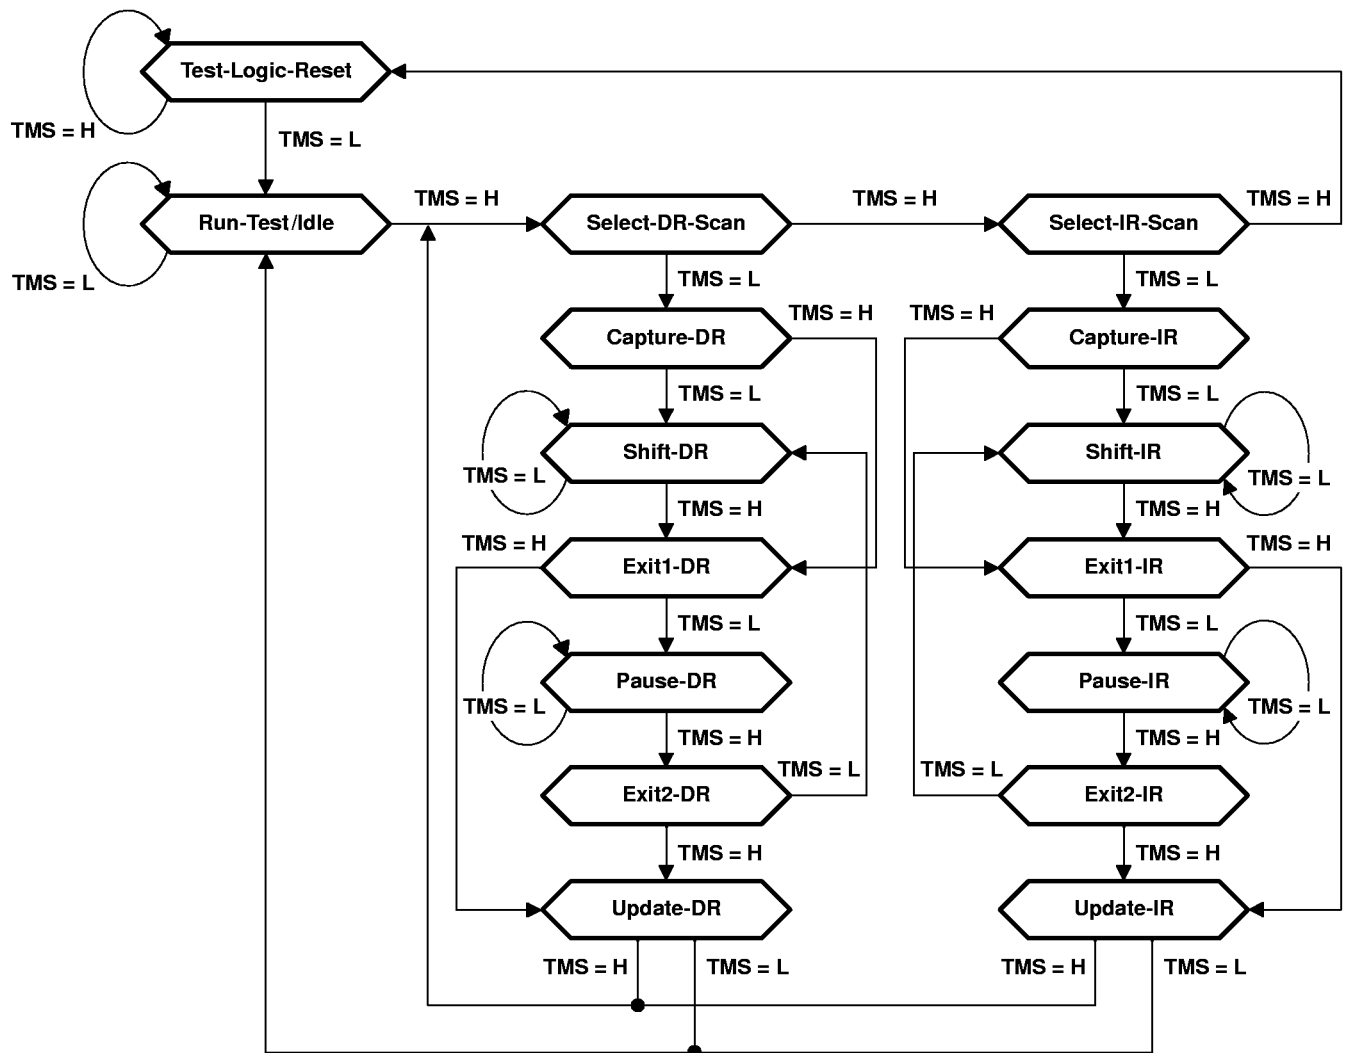 Test-Logic-Reset
TMS = H
TMS = L
TMS = H
TMS = H
TMS = H
Run-Test/Idle
Select-DR-Scan
Select-IR-Scan
TMS = L
TMS = L
TMS = L
TMS = H
TMS = H
Capture-DR
Capture-IR
TMS = L
TMS = L
Shift-DR
Shift-IR
TMS = L
TMS = L
TMS = H
TMS = H
TMS = H
TMS = H
Exit1-DR
Exit1-IR
TMS = L
TMS = L
Pause-DR
Pause-IR
TMS = L
TMS = L
TMS = H
TMS = H
TMS = L
TMS = L
Exit2-DR
Exit2-IR
TMS = H
TMS = H
Update-DR
Update-IR
TMS = H
TMS = L
TMS = H
TMS = L